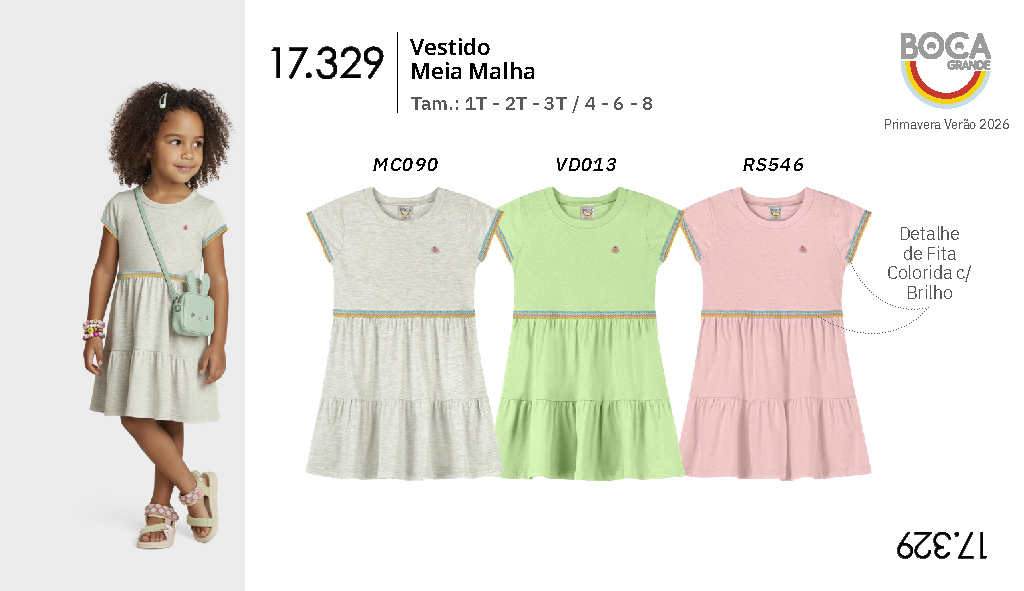 17.329
Vestido
Meia Malha
Tam.: 1T - 2T - 3T / 4 - 6 - 8
BOCA
GRANDE
Primavera Verão 2026
MC090
VD013
RS546
Detalhe
de Fita
Colorida c/
Brilho
17.329